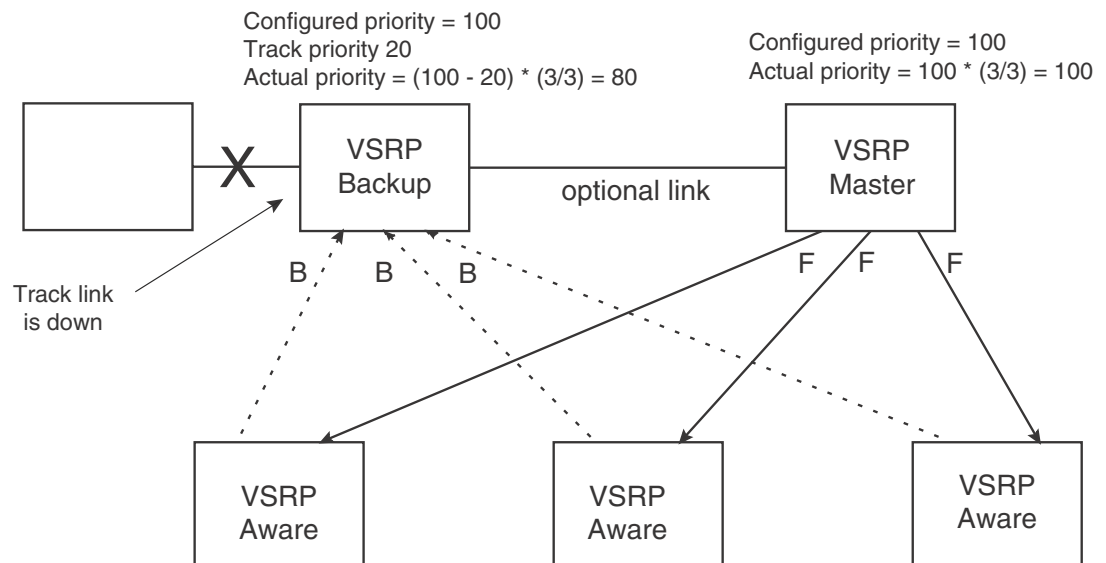 Configured priority = 100
Track priority 20
Actual priority = (100 - 20) * (3/3) = 80
Configured priority = 100
Actual priority = 100 * (3/3) = 100
X
VSRP
Backup
optional link
VSRP
Master
B
B
B
F
F
F
Track link
is down
VSRP
Aware
VSRP
Aware
VSRP
Aware